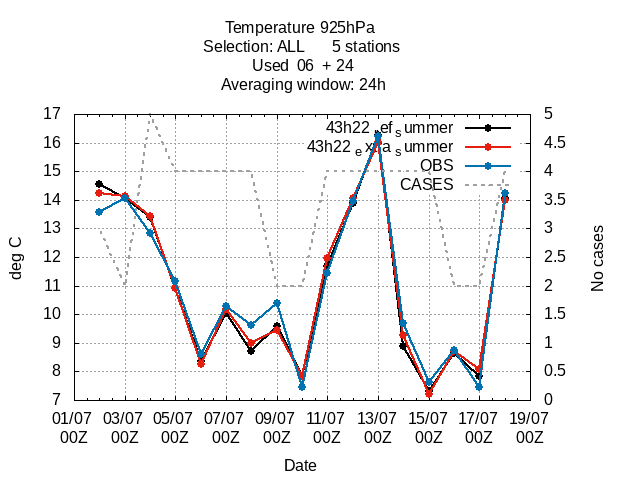 Temperature 925hPa
Selection: ALL 5 stations
Used 06 + 24
Averaging window: 24h
43h22 ef s ummer
43h22 e x a s ummer
OBS
CASES
17
16
15
14
13
12
11
10
9
8
7
5
4.5
4
3.5
3
2.5
2
1.5
1
0.5
0
deg C
No cases
01/07 03/07 05/07 07/07 09/07 11/07 13/07 15/07 17/07 19/07
00Z 00Z 00Z 00Z 00Z 00Z 00Z 00Z 00Z 00Z
Date